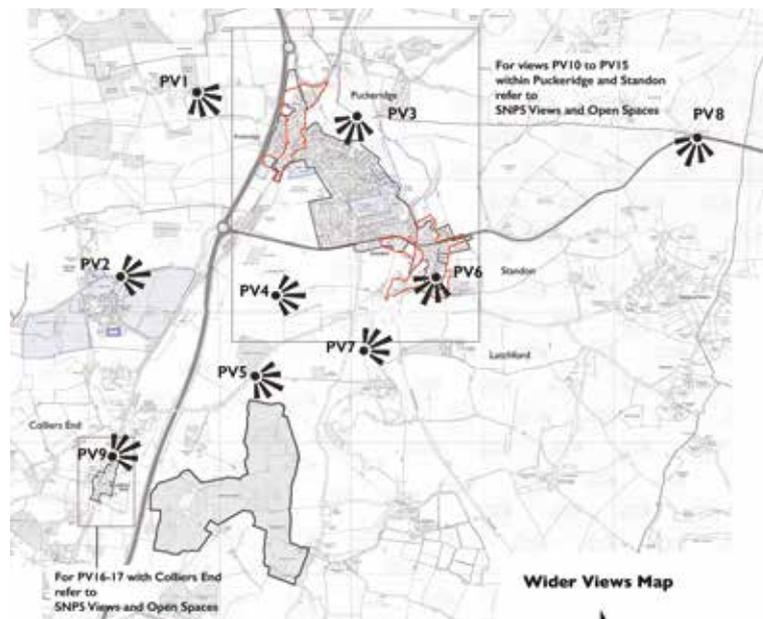 For views PV10 to PV15
within Puckeridge and Standon
refer to
SNPS Views and Open Spaces
PV1
Puckeridge
PV3
PV8
PV2
PV6
Standon
PV4
PV7
Latchford
PV5
Colliers End
PV9
For PV16-17 with Colliers End
refer to
SNPS Views and Open Spaces
Wider Views Map